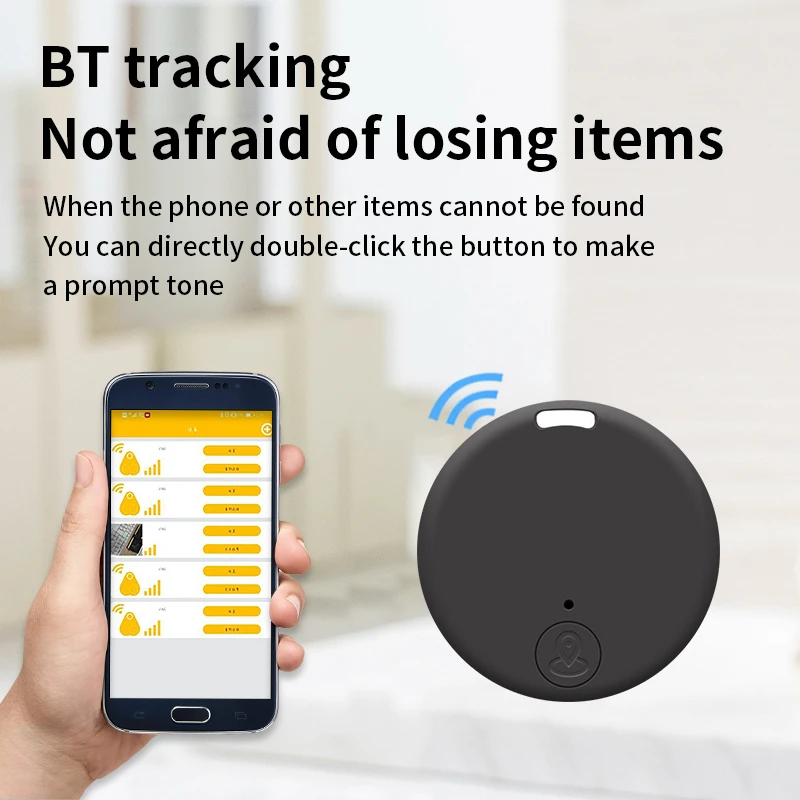 BT tracking
Not afraid of losing items
When the phone or other items cannot be found
You can directly double-click the button to make
a prompt tone